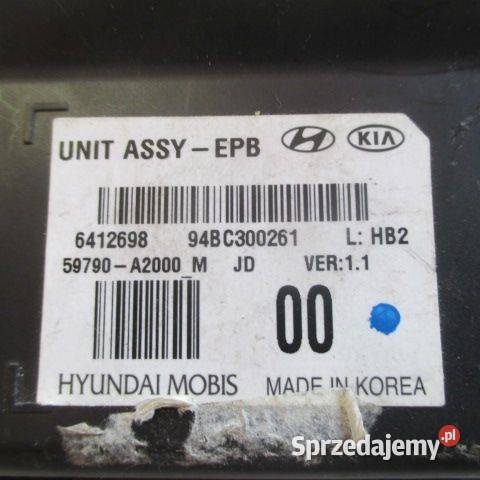 UNIT ASSY-EPB HYUNDAI KIA
6412698 94BC300261 L: HB2
59790-A2000_M JD VER:1.1
00
HYUNDAI MOBIS MADE IN KOREA
Sprzedajemy.pl